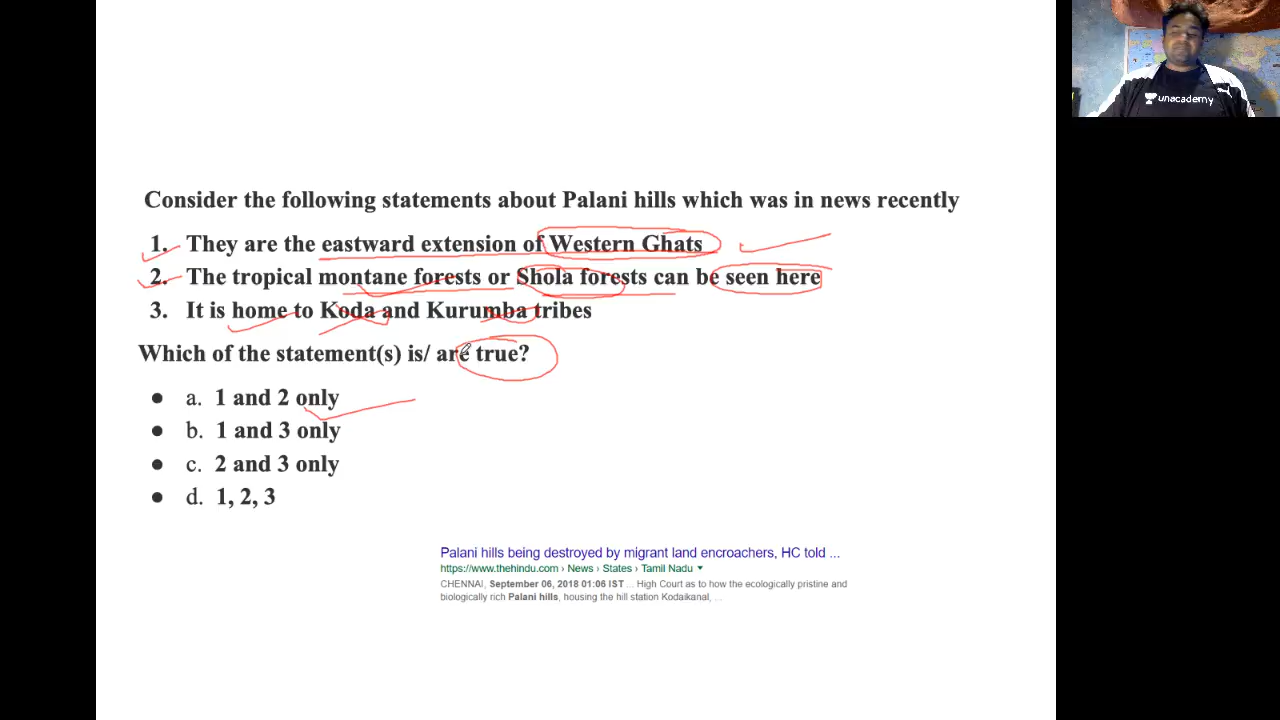 unacademy
Consider the following statements about Palani hills which was in news recently
1. They are the eastward extension of Western Ghats
2. The tropical montane forests or Shola forests can be seen here
3. It is home to Koda and Kurumba tribes
Which of the statement(s) is/ are true?
● a. 1 and 2 only
● b. 1 and 3 only
● c. 2 and 3 only
● d. 1, 2, 3
Palani hills being destroyed by migrant land encroachers, HC told ...
https://www.thehindu.com › News › States › Tamil Nadu ▼
CHENNAI, September 06, 2018 01:06 IST ... High Court as to how the ecologically pristine and
biologically rich Palani hills, housing the hill station Kodaikanal, ...